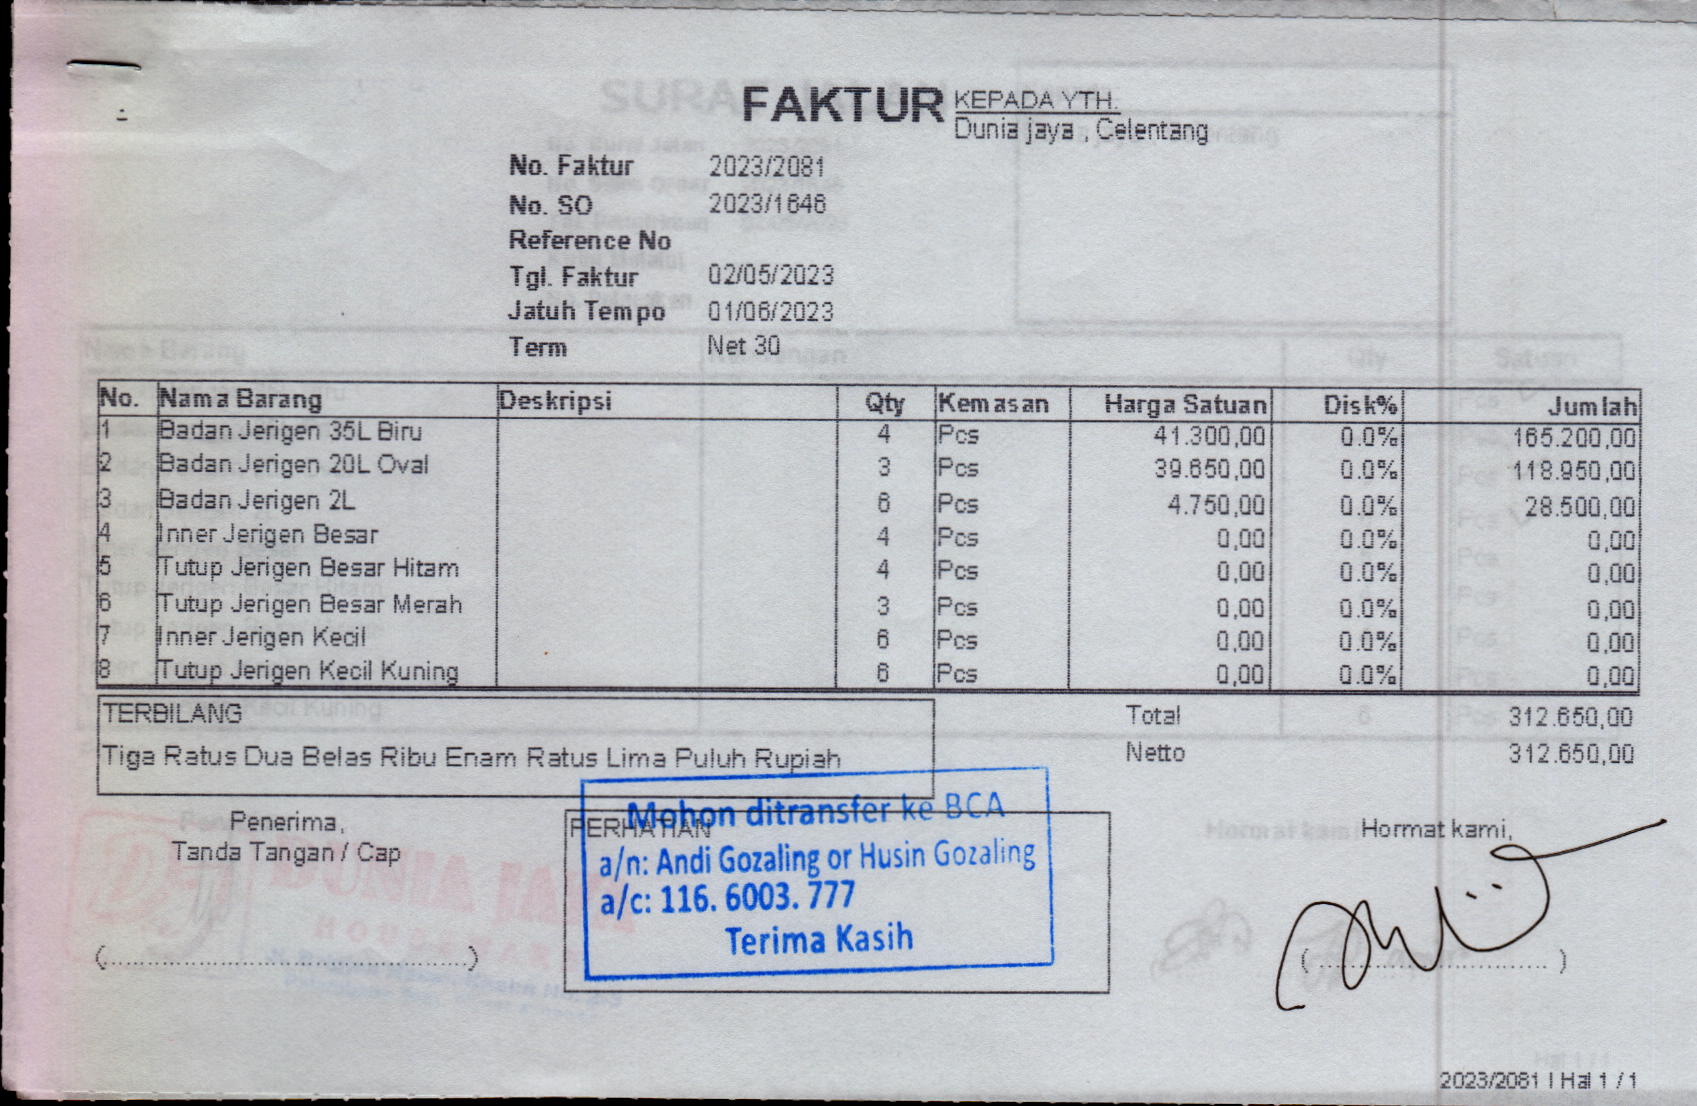 FAKTUR
KEPADA YTH.
Dunia jaya , Celentang
No. Faktur 2023/2081
No. SO 2023/1646
Reference No
Tgl. Faktur 02/05/2023
Jatuh Tempo 01/06/2023
Term Net 30
No. Nama Barang Deskripsi Qty Kemasan Harga Satuan Disk% Jumlah
1 Badan Jerigen 35L Biru 4 Pcs 41.300,00 0.0% 165.200,00
2 Badan Jerigen 20L Oval 3 Pcs 39.650,00 0.0% 118.950,00
3 Badan Jerigen 2L 6 Pcs 4.750,00 0.0% 28.500,00
4 Inner Jerigen Besar 4 Pcs 0,00 0.0% 0,00
5 Tutup Jerigen Besar Hitam 4 Pcs 0,00 0.0% 0,00
6 Tutup Jerigen Besar Merah 3 Pcs 0,00 0.0% 0,00
7 Inner Jerigen Kecil 6 Pcs 0,00 0.0% 0,00
8 Tutup Jerigen Kecil Kuning 6 Pcs 0,00 0.0% 0,00
TERBILANG
Tiga Ratus Dua Belas Ribu Enam Ratus Lima Puluh Rupiah
Total 312.650,00
Netto 312.650,00
Penerima,
Tanda Tangan / Cap
PERHATIAN
Mohon ditransfer ke BCA
a/n: Andi Gozaling or Husin Gozaling
a/c: 116. 6003. 777
Terima Kasih
Hormat kami,
2023/2081 | Hal 1 / 1